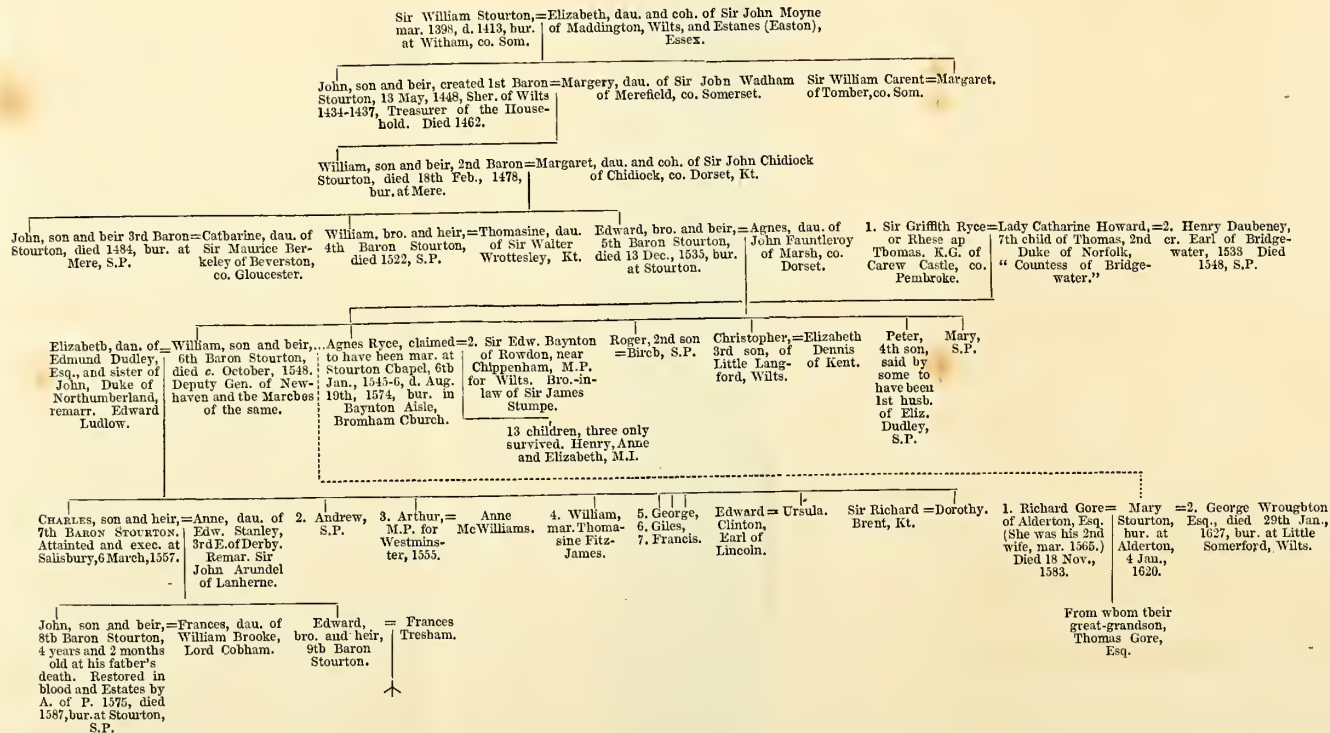 Sir William Stourton,=Elizabeth, dau. and coh. of Sir John Moyne
mar. 1398, d. 1413, bur. of Maddington, Wilts, and Estanes (Easton),
at Witham, co. Som. Essex.
John, son and heir, created 1st Baron=Margery, dau. of Sir John Wadham
Stourton, 13 May, 1448, Sher. of Wilts of Merefield, co. Somerset.
1434-1437, Treasurer of the House-
hold. Died 1462.
Sir William Carent=Margaret.
of Tomber, co. Som.
William, son and heir, 2nd Baron=Margaret, dau. and coh. of Sir John Chidiock
Stourton, died 18th Feb., 1478, of Chidiock, co. Dorset, Kt.
bur. at Mere.
John, son and heir 3rd Baron=
Stourton, died 1484, bur. at
Mere, S.P.
Catharine, dau. of
Sir Maurice Ber-
keley of Beverston,
co. Gloucester.
William, bro. and heir,=
4th Baron Stourton,
died 1522, S.P.
Thomasine, dau.
of Sir Walter
Wrottesley, Kt.
Edward, bro. and heir,=
5th Baron Stourton,
died 13 Dec., 1535, bur.
at Stourton.
Agnes, dau. of
John Fauntleroy
of Marsh, co.
Dorset.
1. Sir Griffith Ryce=
or Rhese ap
Thomas. K.G. of
Carew Castle, co.
Pembroke.
Lady Catharine Howard,=
7th child of Thomas, 2nd
Duke of Norfolk,
" Countess of Bridge-
water."
2. Henry Daubeney,
cr. Earl of Bridge-
water, 1538 Died
1548, S.P.
Elizabeth, dau. of=
Edmund Dudley,
Esq., and sister of
John, Duke of
Northumberland,
remarr. Edward
Ludlow.
William, son and heir,...
6th Baron Stourton,
died c. October, 1548.
Deputy Gen. of New-
haven and the Marches
of the same.
Agnes Ryce, claimed=
to have been mar. at
Stourton Chapel, 6th
Jan., 1545-6, d. Aug.
19th, 1574, bur. in
Baynton Aisle,
Bromham Church.
2. Sir Edw. Baynton
of Rowdon, near
Chippenham, M.P.
for Wilts. Bro.-in-
law of Sir James
Stumpe.
13 children, three only
survived. Henry, Anne
and Elizabeth, M.I.
Roger, 2nd son
=Birch, S.P.
Christopher,=
3rd son, of
Little Lang-
ford, Wilts.
Elizabeth
Dennis
of Kent.
Peter,
4th son,
said by
some to
have been
1st husb.
of Eliz.
Dudley,
S.P.
Mary,
S.P.
CHARLES, son and heir,=
7th BARON STOURTON.
Attainted and exec. at
Salisbury, 6 March, 1557.
Anne, dau. of
Edw. Stanley,
3rd E. of Derby.
Remar. Sir
John Arundel
of Lanherne.
2. Andrew,
S.P.
3. Arthur,=
M.P. for
Westmins-
ter, 1555.
Anne
McWilliams.
4. William,
mar. Thoma-
sine Fitz-
James.
5. George,
6. Giles,
7. Francis.
Edward=Ursula.
Clinton,
Earl of
Lincoln.
Sir Richard=Dorothy.
Brent, Kt.
1. Richard Gore=
of Alderton, Esq.
(She was his 2nd
wife, mar. 1565.)
Died 18 Nov.,
1583.
Mary
Stourton,
bur. at
Alderton,
4 Jan.,
1620.
=2. George Wroughton
Esq., died 29th Jan.,
1627, bur. at Little
Somerford, Wilts.
John, son and heir,=
8th Baron Stourton,
4 years and 2 months
old at his father's
death. Restored in
blood and Estates by
A. of P. 1575, died
1587, bur. at Stourton,
S.P.
Frances, dau. of
William Brooke,
Lord Cobham.
Edward,
bro. and heir,
9th Baron
Stourton.
= Frances
Tresham.
From whom their
great-grandson,
Thomas Gore,
Esq.